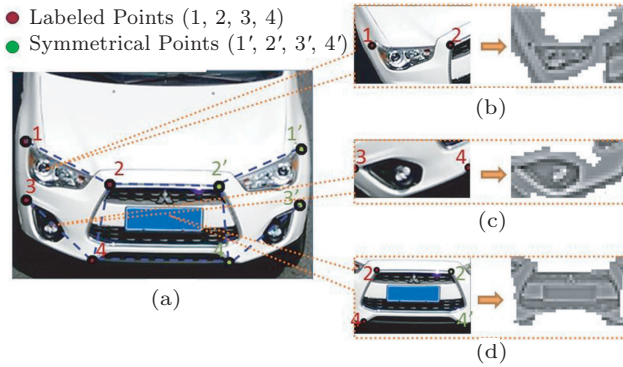 Labeled Points (1, 2, 3, 4)
Symmetrical Points (1′, 2′, 3′, 4′)
1
1′
2
2′
3
3′
4
4′
(a)
1
2
(b)
3
4
(c)
2
2′
4
4′
(d)